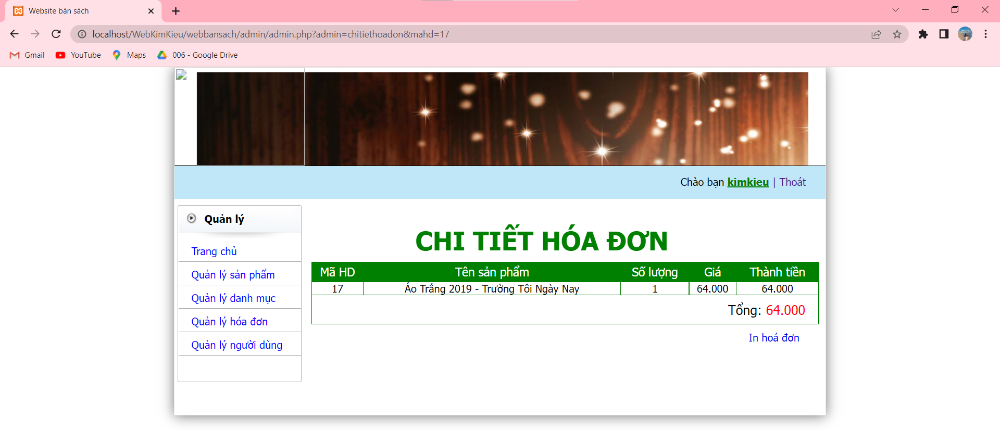 Website bán sách
localhost/WebKimKieu/webbansach/admin/admin.php?admin=chitiethoadon&mahd=17
Gmail YouTube Maps 006 - Google Drive
Chào bạn kimkieu | Thoát
Quản lý
Trang chủ
Quản lý sản phẩm
Quản lý danh mục
Quản lý hóa đơn
Quản lý người dùng
CHI TIẾT HÓA ĐƠN
Mã HD Tên sản phẩm Số lượng Giá Thành tiền
17 Áo Trắng 2019 - Trường Tôi Ngày Nay 1 64.000 64.000
Tổng: 64.000
In hoá đơn